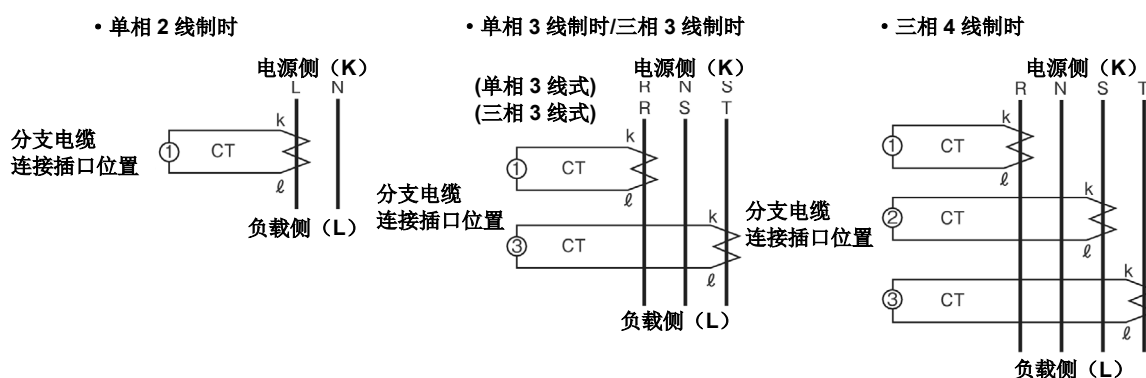 • 单相 2 线制时
电源侧（K）
L N
k
分支电缆
连接插口位置
① CT
ℓ
负载侧（L）
• 单相 3 线制时/三相 3 线制时
电源侧（K）
(单相 3 线式) R N S
(三相 3 线式) R S T
k
① CT
ℓ
分支电缆
连接插口位置
k
③ CT
ℓ
负载侧（L）
• 三相 4 线制时
电源侧（K）
R N S T
k
① CT
ℓ
分支电缆
连接插口位置
k
② CT
ℓ
k
③ CT
ℓ
负载侧（L）